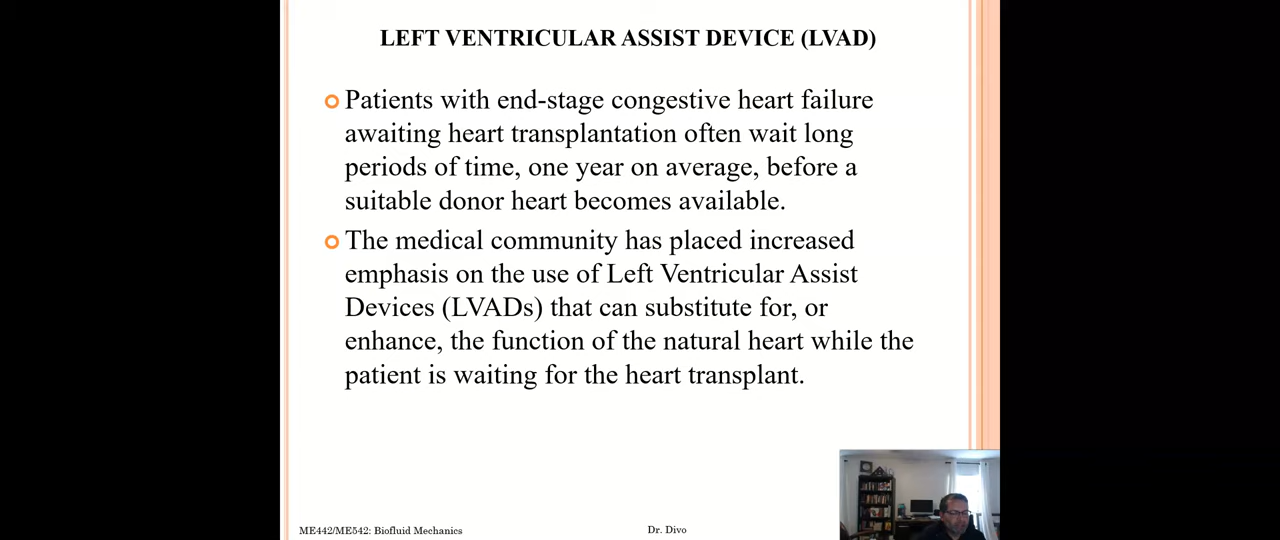 LEFT VENTRICULAR ASSIST DEVICE (LVAD)
Patients with end-stage congestive heart failure
awaiting heart transplantation often wait long
periods of time, one year on average, before a
suitable donor heart becomes available.
The medical community has placed increased
emphasis on the use of Left Ventricular Assist
Devices (LVADs) that can substitute for, or
enhance, the function of the natural heart while the
patient is waiting for the heart transplant.
ME442/ME542: Biofluid Mechanics
Dr. Divo